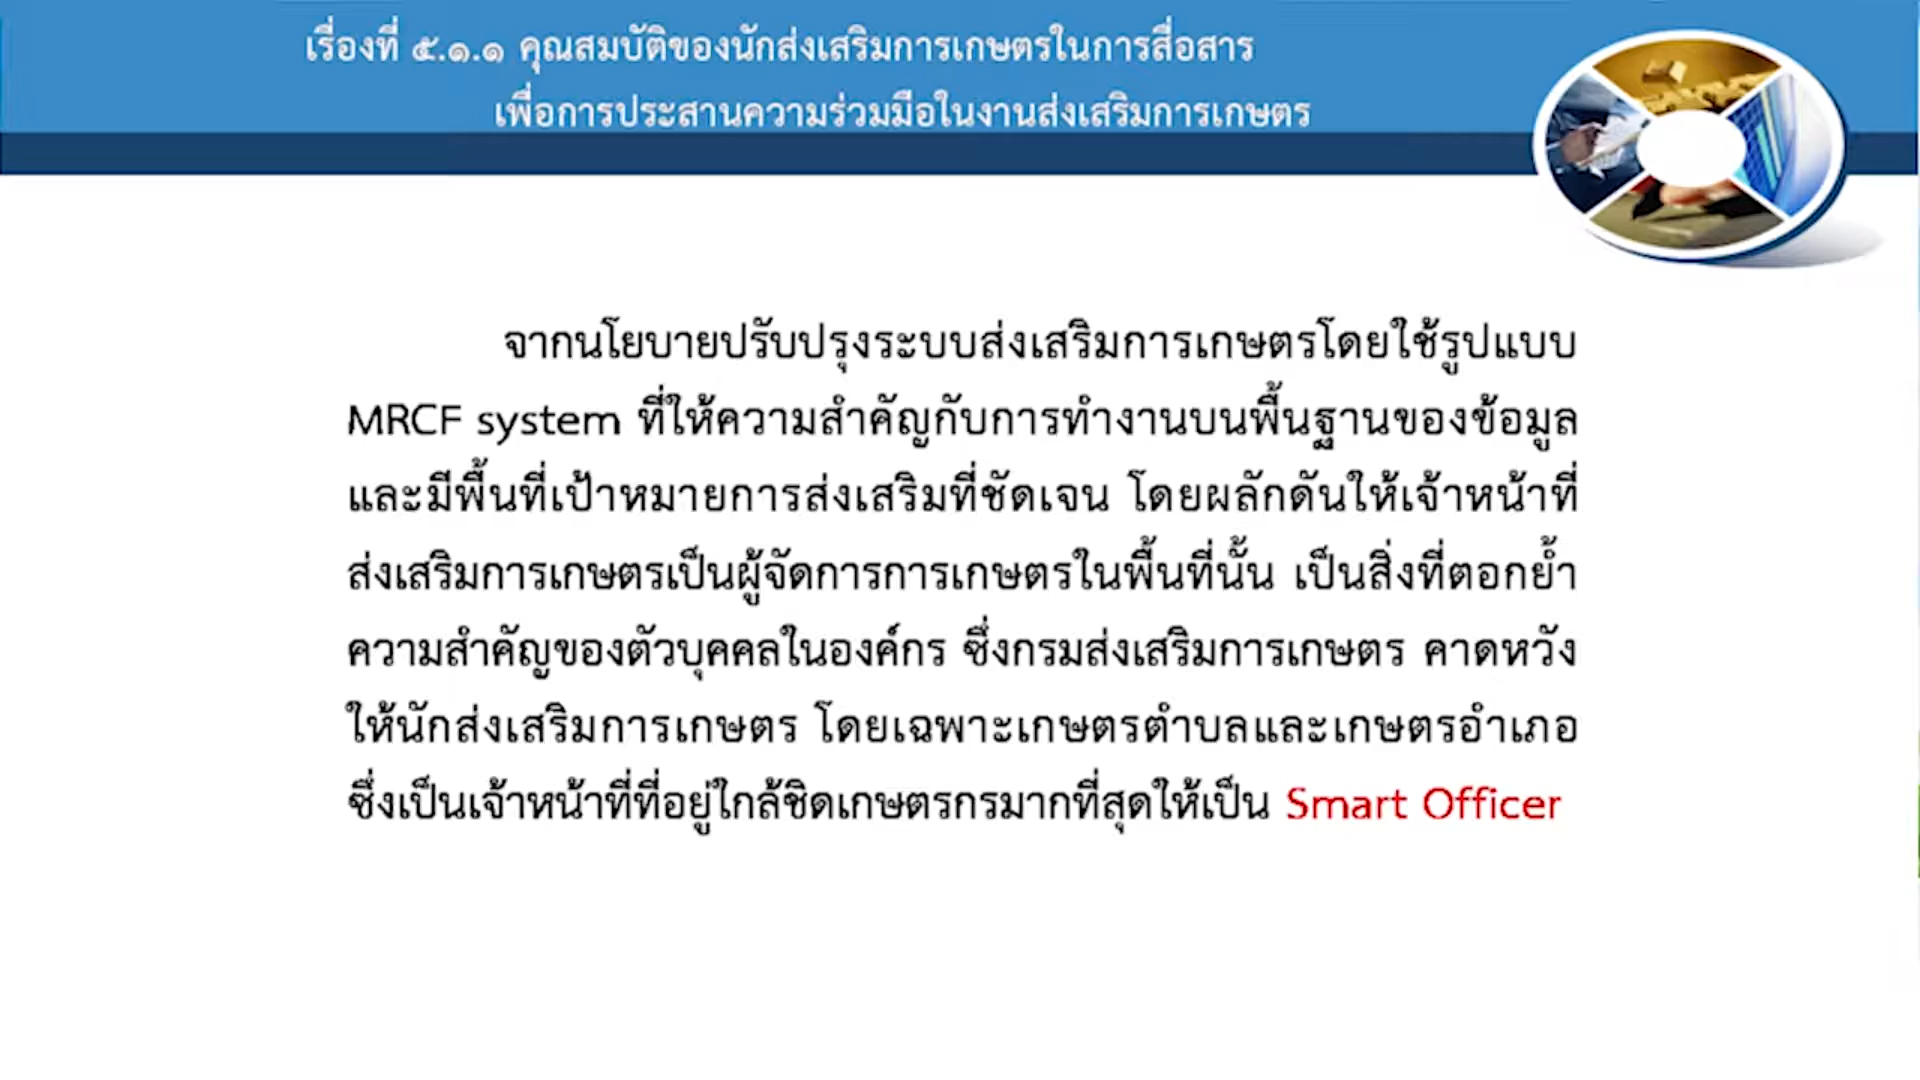 เรื่องที่ ๕.๑.๑ คุณสมบัติของนักส่งเสริมการเกษตรในการสื่อสาร
เพื่อการประสานความร่วมมือในงานส่งเสริมการเกษตร
จากนโยบายปรับปรุงระบบส่งเสริมการเกษตรโดยใช้รูปแบบ
MRCF system ที่ให้ความสำคัญกับการทำงานบนพื้นฐานของข้อมูล
และมีพื้นที่เป้าหมายการส่งเสริมที่ชัดเจน โดยผลักดันให้เจ้าหน้าที่
ส่งเสริมการเกษตรเป็นผู้จัดการการเกษตรในพื้นที่นั้น เป็นสิ่งที่ตอกย้ำ
ความสำคัญของตัวบุคคลในองค์กร ซึ่งกรมส่งเสริมการเกษตร คาดหวัง
ให้นักส่งเสริมการเกษตร โดยเฉพาะเกษตรตำบลและเกษตรอำเภอ
ซึ่งเป็นเจ้าหน้าที่ที่อยู่ใกล้ชิดเกษตรกรมากที่สุดให้เป็น Smart Officer